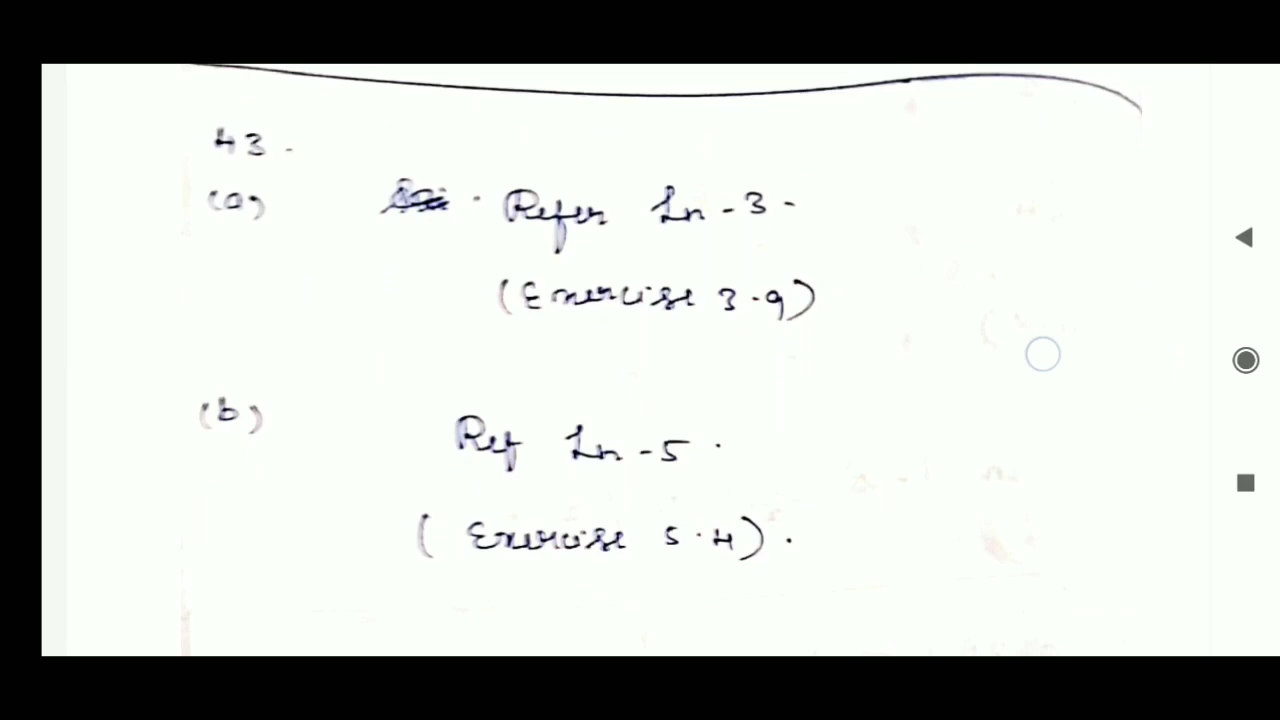 43.
(a) Refer Ln-3.
(Exercise 3.9)
(b) Ref Ln-5.
(Exercise 5.4).